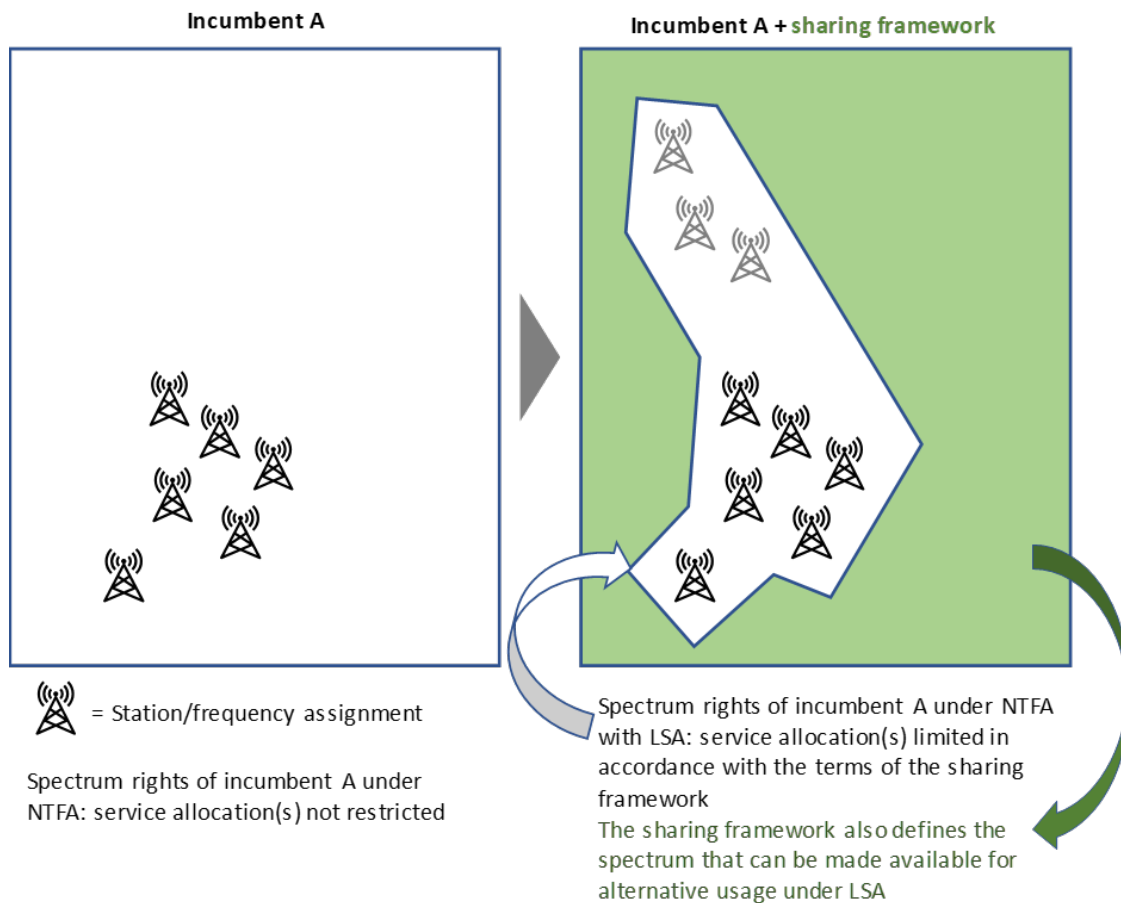 Incumbent A
Incumbent A + sharing framework
= Station/frequency assignment
Spectrum rights of incumbent A under
NTFA: service allocation(s) not restricted
Spectrum rights of incumbent A under NTFA
with LSA: service allocation(s) limited in
accordance with the terms of the sharing
framework
The sharing framework also defines the
spectrum that can be made available for
alternative usage under LSA